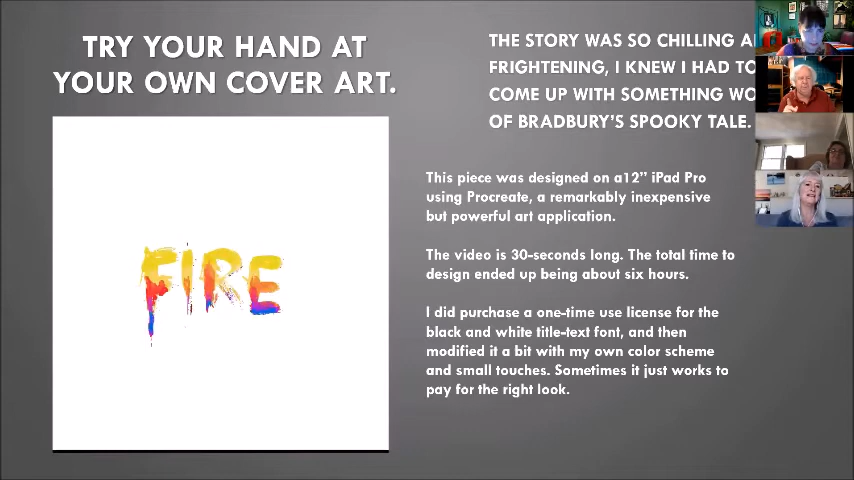 TRY YOUR HAND AT
YOUR OWN COVER ART.
FIRE
THE STORY WAS SO CHILLING
FRIGHTENING, I KNEW I HAD TO
COME UP WITH SOMETHING
OF BRADBURY'S SPOOKY TALE.
This piece was designed on a12” iPad Pro
using Procreate, a remarkably inexpensive
but powerful art application.
The video is 30-seconds long. The total time to
design ended up being about six hours.
I did purchase a one-time use license for the
black and white title-text font, and then
modified it a bit with my own color scheme
and small touches. Sometimes it just works to
pay for the right look.